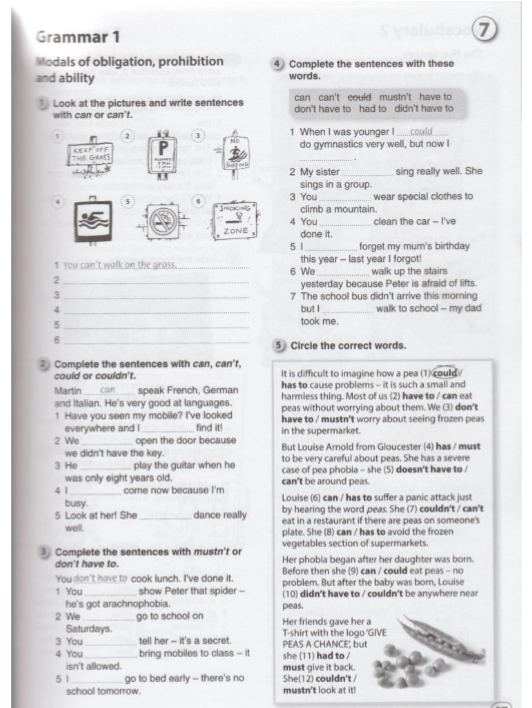 Grammar 1
7
Modals of obligation, prohibition
and ability
1 Look at the pictures and write sentences
with can or can't.
1
KEEP OFF
THE GRASS
2
P
3
NO
SURFING
4
5
6
SMOKING
ZONE
1 You can't walk on the grass.
2
3
4
5
6
2 Complete the sentences with can, can't,
could or couldn't.
Martin can speak French, German
and Italian. He's very good at languages.
1 Have you seen my mobile? I've looked
everywhere and I ________ find it!
2 We ________ open the door because
we didn't have the key.
3 He ________ play the guitar when he
was only eight years old.
4 I ________ come now because I'm
busy.
5 Look at her! She ________ dance really
well.
3 Complete the sentences with mustn't or
don't have to.
You don't have to cook lunch. I've done it.
1 You ________ show Peter that spider –
he's got arachnophobia.
2 We ________ go to school on
Saturdays.
3 You ________ tell her – it's a secret.
4 You ________ bring mobiles to class – it
isn't allowed.
5 I ________ go to bed early – there's no
school tomorrow.
4 Complete the sentences with these
words.
can can't could mustn't have to
don't have to had to didn't have to
1 When I was younger I could
do gymnastics very well, but now I
________ .
2 My sister ________ sing really well. She
sings in a group.
3 You ________ wear special clothes to
climb a mountain.
4 You ________ clean the car – I've
done it.
5 I ________ forget my mum's birthday
this year – last year I forgot!
6 We ________ walk up the stairs
yesterday because Peter is afraid of lifts.
7 The school bus didn't arrive this morning
but I ________ walk to school – my dad
took me.
5 Circle the correct words.
It is difficult to imagine how a pea (1) could /
has to cause problems – it is such a small and
harmless thing. Most of us (2) have to / can eat
peas without worrying about them. We (3) don't
have to / mustn't worry about seeing frozen peas
in the supermarket.
But Louise Arnold from Gloucester (4) has / must
to be very careful about peas. She has a severe
case of pea phobia – she (5) doesn't have to /
can't be around peas.
Louise (6) can / has to suffer a panic attack just
by hearing the word peas. She (7) couldn't / can't
eat in a restaurant if there are peas on someone's
plate. She (8) can / has to avoid the frozen
vegetables section of supermarkets.
Her phobia began after her daughter was born.
Before then she (9) can / could eat peas – no
problem. But after the baby was born, Louise
(10) didn't have to / couldn't be anywhere near
peas.
Her friends gave her a
T-shirt with the logo 'GIVE
PEAS A CHANCE', but
she (11) had to /
must give it back.
She(12) couldn't /
mustn't look at it!